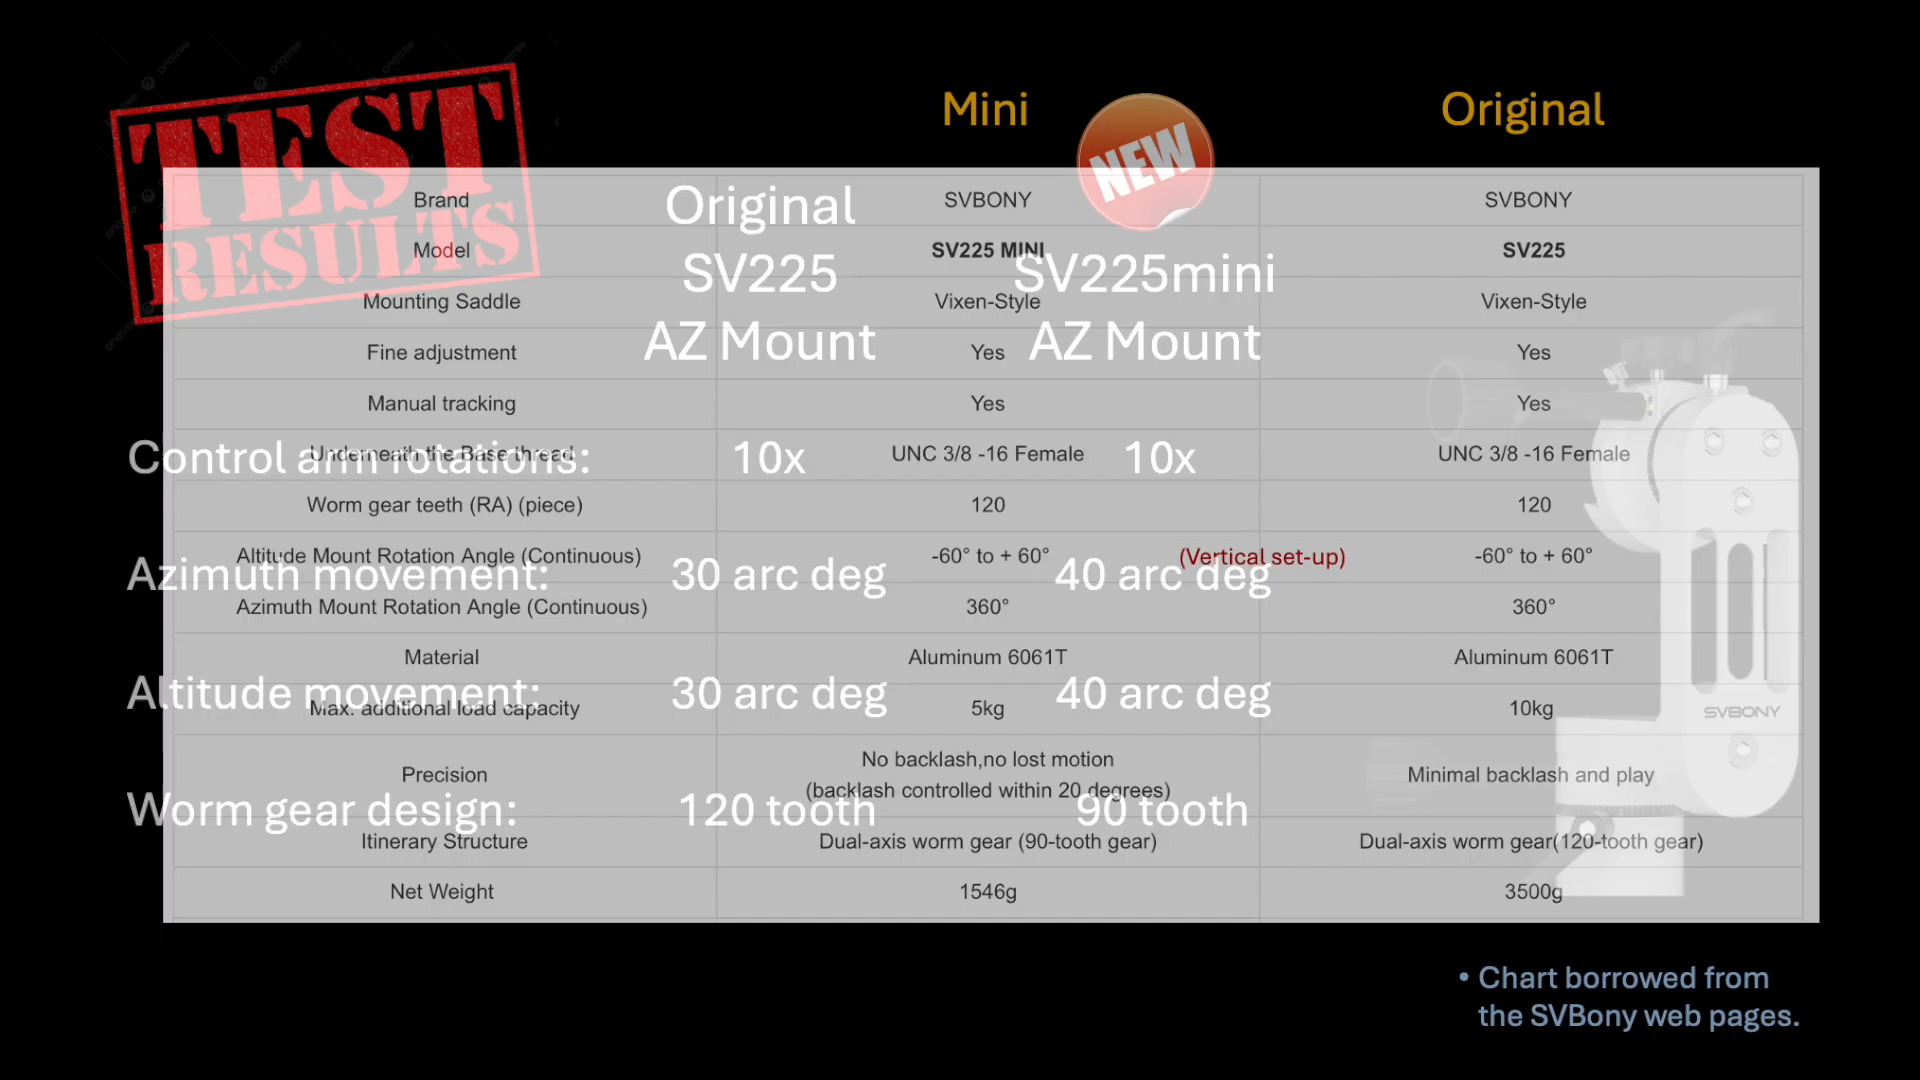 TEST
RESULTS
Mini
NEW
Original
Original
SV225
AZ Mount
SV225mini
AZ Mount
Control arm rotations: 10x 10x
Azimuth movement: 30 arc deg 40 arc deg
Altitude movement: 30 arc deg 40 arc deg
Worm gear design: 120 tooth 90 tooth
Brand SVBONY SVBONY
Model SV225 MINI SV225
Mounting Saddle Vixen-Style Vixen-Style
Fine adjustment Yes Yes
Manual tracking Yes Yes
Underneath the Base thread UNC 3/8 -16 Female UNC 3/8 -16 Female
Worm gear teeth (RA) (piece) 120 120
Altitude Mount Rotation Angle (Continuous) -60° to + 60° (Vertical set-up) -60° to + 60°
Azimuth Mount Rotation Angle (Continuous) 360° 360°
Material Aluminum 6061T Aluminum 6061T
Max. additional load capacity 5kg 10kg
Precision No backlash,no lost motion
(backlash controlled within 20 degrees) Minimal backlash and play
Itinerary Structure Dual-axis worm gear (90-tooth gear) Dual-axis worm gear(120-tooth gear)
Net Weight 1546g 3500g
SVBONY
• Chart borrowed from
the SVBony web pages.